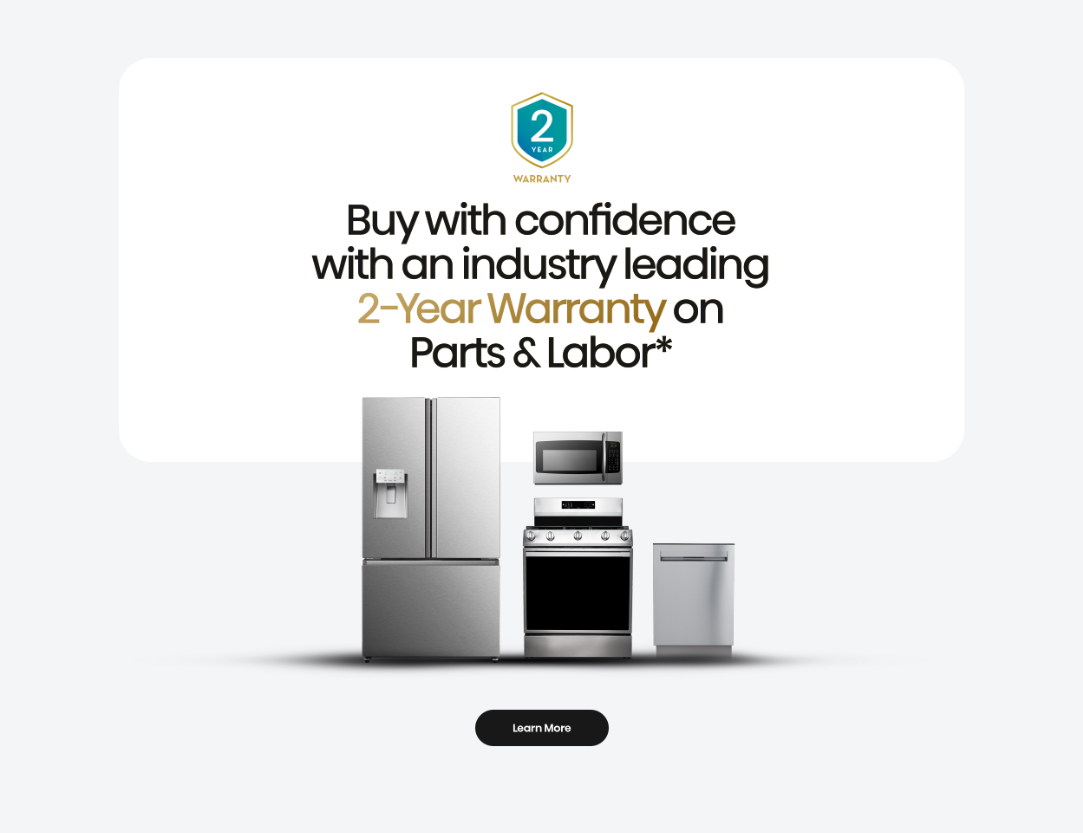 2
YEAR
WARRANTY
Buy with confidence
with an industry leading
2-Year Warranty on
Parts & Labor*
Learn More